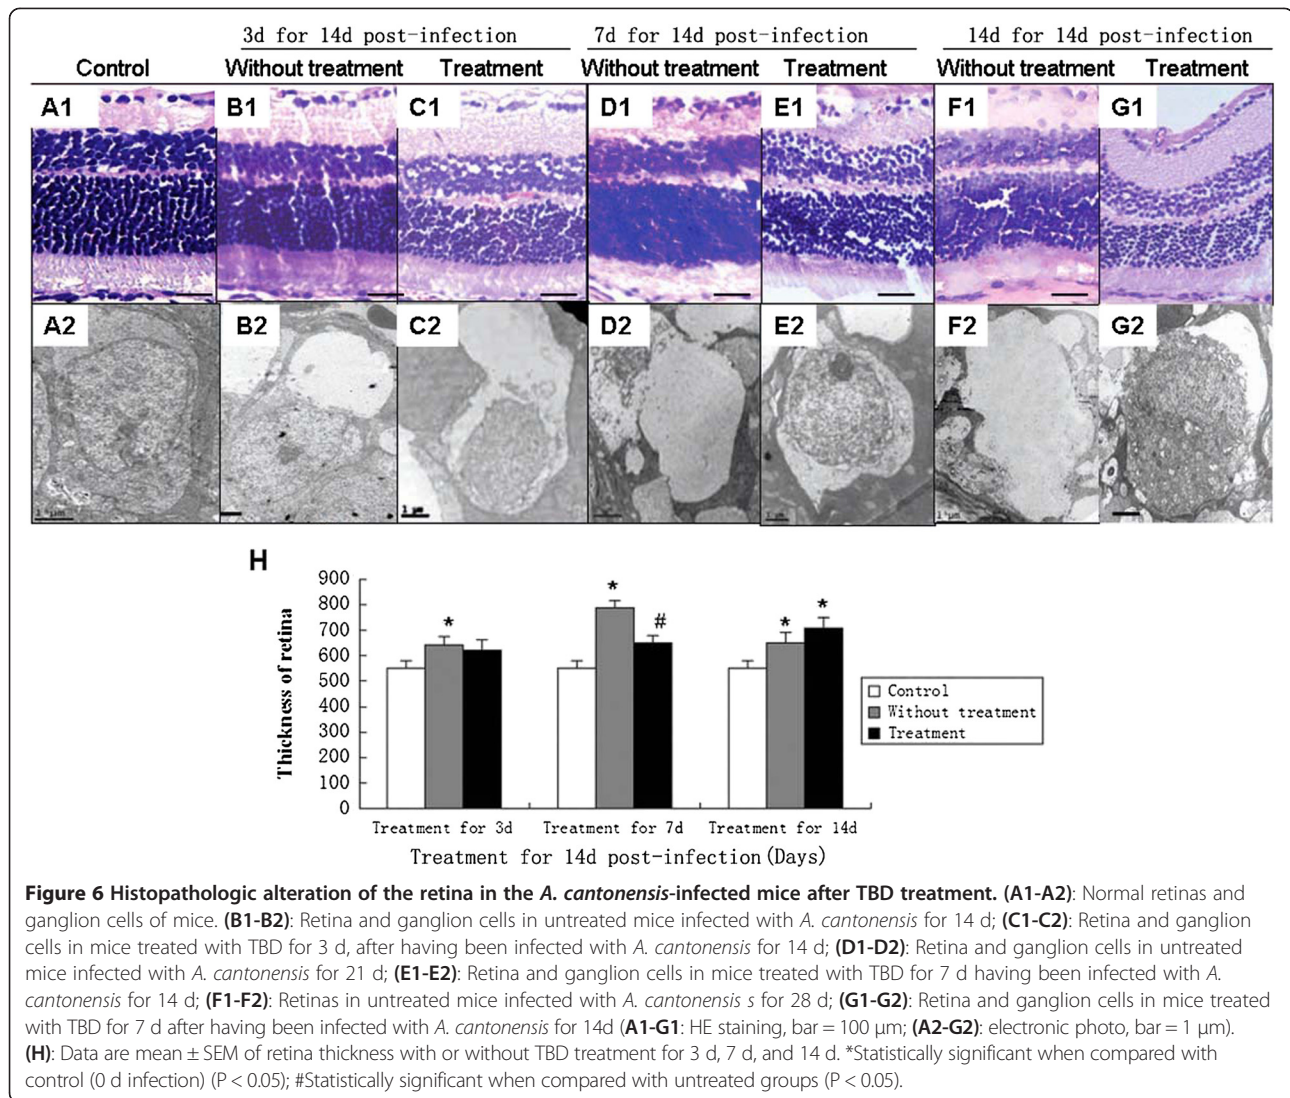 3d for 14d post-infection 7d for 14d post-infection 14d for 14d post-infection
Control Without treatment Treatment Without treatment Treatment Without treatment Treatment
A1 B1 C1 D1 E1 F1 G1
A2 B2 C2 D2 E2 F2 G2
1 µm 1 µm 1 µm 1 µm
H
900
800
700
600
500
400
300
200
100
0
Thickness of retina
* * # * *
Control
Without treatment
Treatment
Treatment for 3d Treatment for 7d Treatment for 14d
Treatment for 14d post-infection(Days)
Figure 6 Histopathologic alteration of the retina in the A. cantonensis-infected mice after TBD treatment. (A1-A2): Normal retinas and
ganglion cells of mice. (B1-B2): Retina and ganglion cells in untreated mice infected with A. cantonensis for 14 d; (C1-C2): Retina and ganglion
cells in mice treated with TBD for 3 d, after having been infected with A. cantonensis for 14 d; (D1-D2): Retina and ganglion cells in untreated
mice infected with A. cantonensis for 21 d; (E1-E2): Retina and ganglion cells in mice treated with TBD for 7 d having been infected with A.
cantonensis for 14 d; (F1-F2): Retinas in untreated mice infected with A. cantonensis s for 28 d; (G1-G2): Retina and ganglion cells in mice treated
with TBD for 7 d after having been infected with A. cantonensis for 14d (A1-G1: HE staining, bar = 100 µm; (A2-G2): electronic photo, bar = 1 µm).
(H): Data are mean ± SEM of retina thickness with or without TBD treatment for 3 d, 7 d, and 14 d. *Statistically significant when compared with
control (0 d infection) (P < 0.05); #Statistically significant when compared with untreated groups (P < 0.05).